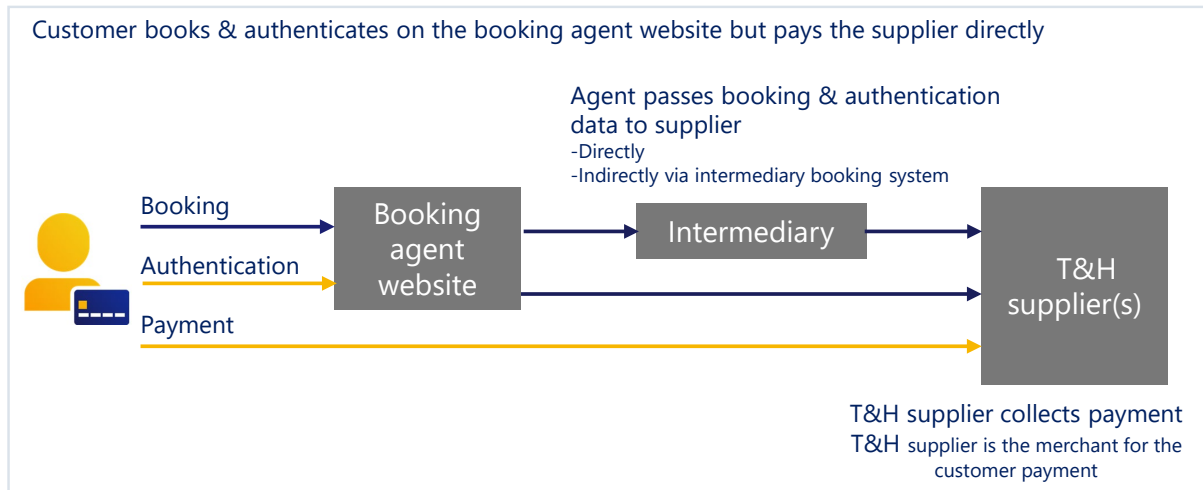 Customer books & authenticates on the booking agent website but pays the supplier directly
Agent passes booking & authentication
data to supplier
-Directly
-Indirectly via intermediary booking system
Booking
Authentication
Payment
Booking
agent
website
Intermediary
T&H
supplier(s)
T&H supplier collects payment
T&H supplier is the merchant for the
customer payment